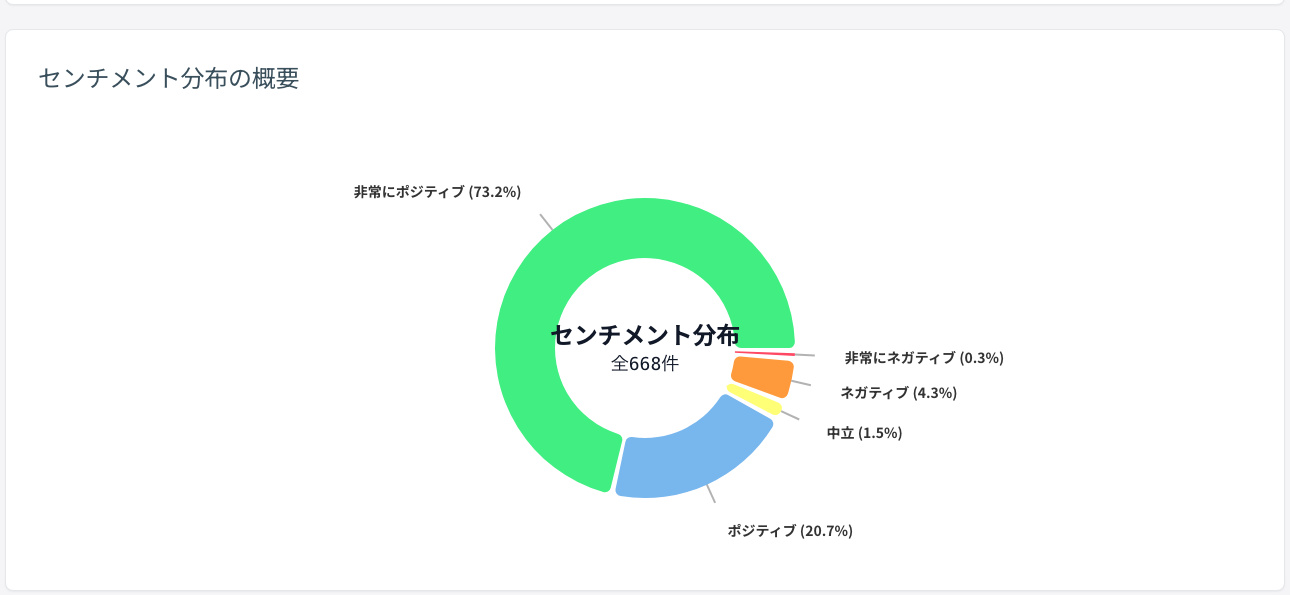 センチメント分布の概要
非常にポジティブ (73.2%)
センチメント分布
全668件
非常にネガティブ (0.3%)
ネガティブ (4.3%)
中立 (1.5%)
ポジティブ (20.7%)